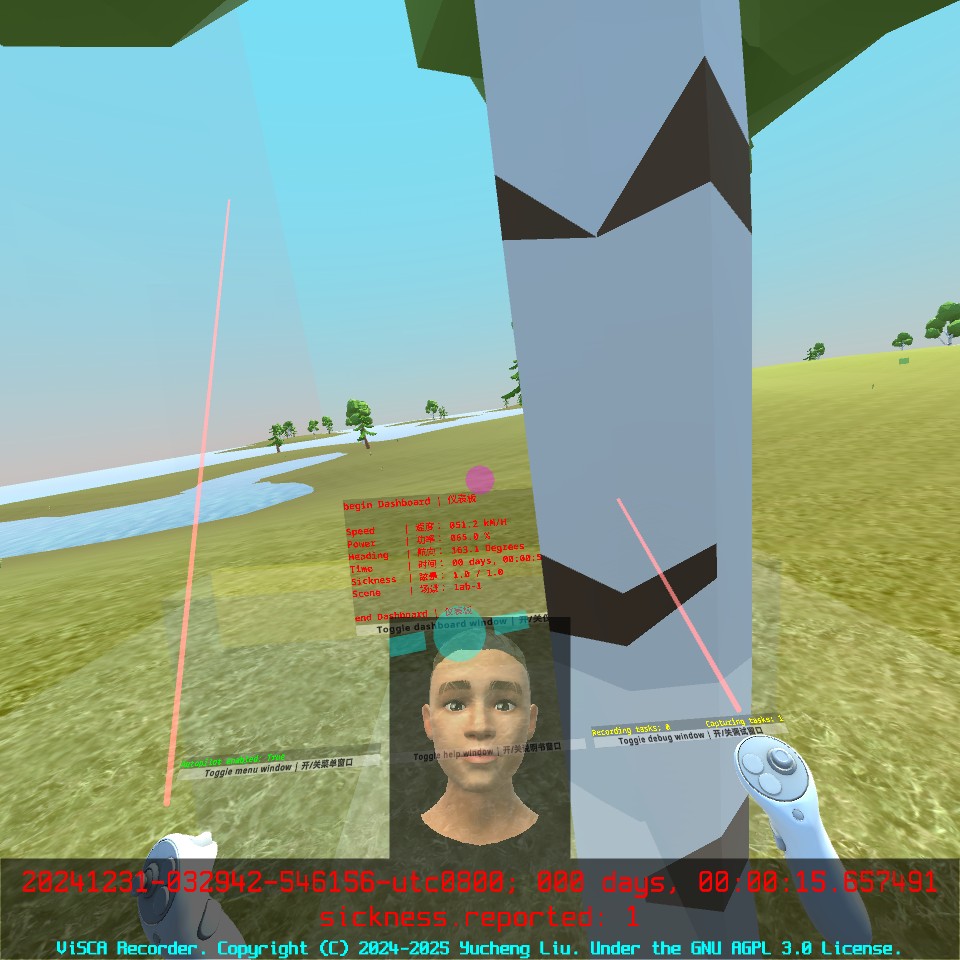 begin Dashboard | 仪表板
Speed | 速度: 051.2 kM/H
Power | 功率: 065.0 %
Heading | 航向: 163.1 Degrees
Time | 时间: 00 days, 00:00:
Sickness | 1.0 / 1.0
Scene | 场景: lab-1
end Dashboard | 仪表板
Toggle dashboard window | 开/关
Recording tasks: 0 Capturing tasks: 1
Toggle debug window | 开/关调试窗口
Toggle help window | 开/关说明书窗口
Autopilot enabled: True
Toggle menu window | 开/关菜单窗口
20241231-032942-546156-utc0800; 000 days, 00:00:15.657491
sickness.reported: 1
ViSCA Recorder. Copyright (C) 2024-2025 Yucheng Liu. Under the GNU AGPL 3.0 License.